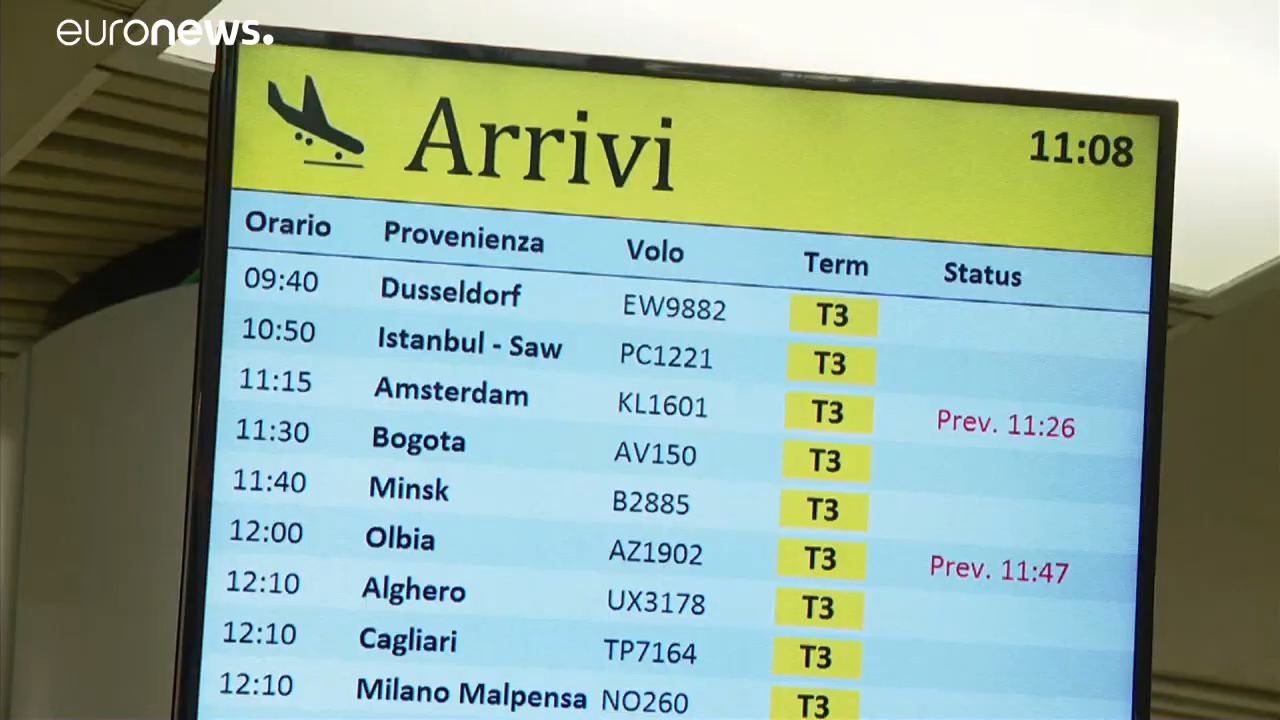 euronews.
Arrivi 11:08
Orario Provenienza Volo Term Status
09:40 Dusseldorf EW9882 T3
10:50 Istanbul - Saw PC1221 T3
11:15 Amsterdam KL1601 T3 Prev. 11:26
11:30 Bogota AV150 T3
11:40 Minsk B2885 T3
12:00 Olbia AZ1902 T3 Prev. 11:47
12:10 Alghero UX3178 T3
12:10 Cagliari TP7164 T3
12:10 Milano Malpensa NO260 T3